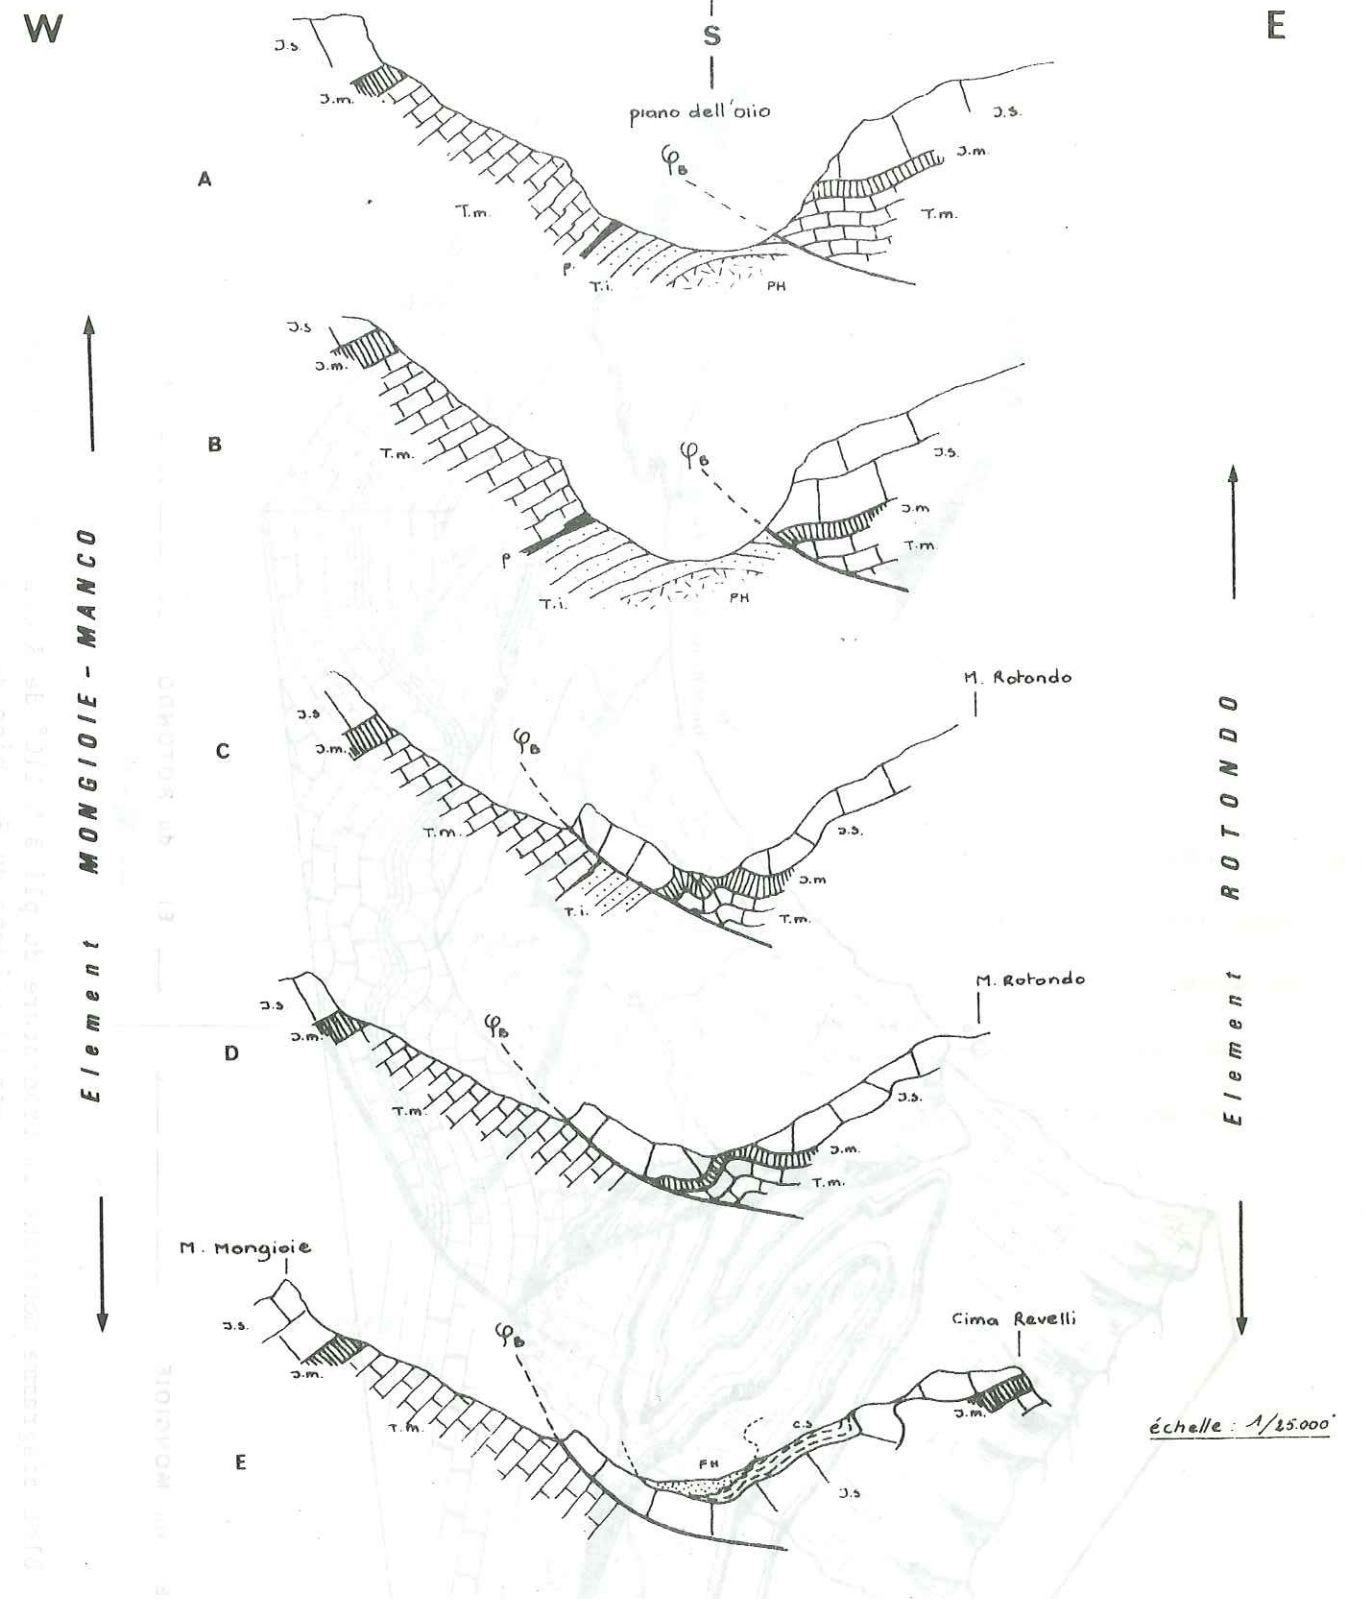 W
S
E
piano dell'olio
A
J.s.
J.m.
T.m.
p.
T.i.
PH
φB
J.s.
J.m.
T.m.
B
J.s
J.m.
T.m.
p
T.i.
PH
φB
J.s.
J.m
T.m.
C
J.s
J.m.
T.m.
T.i.
φB
M. Rotondo
J.s.
J.m
T.m.
D
J.s
J.m.
T.m.
φB
M. Rotondo
J.s.
J.m.
T.m.
E
M. Mongioie
J.s.
J.m.
T.m.
φB
FH
C.S
Cima Revelli
J.m.
J.s
Element MONGIOIE - MANCO
Element ROTONDO
échelle : 1/25.000°